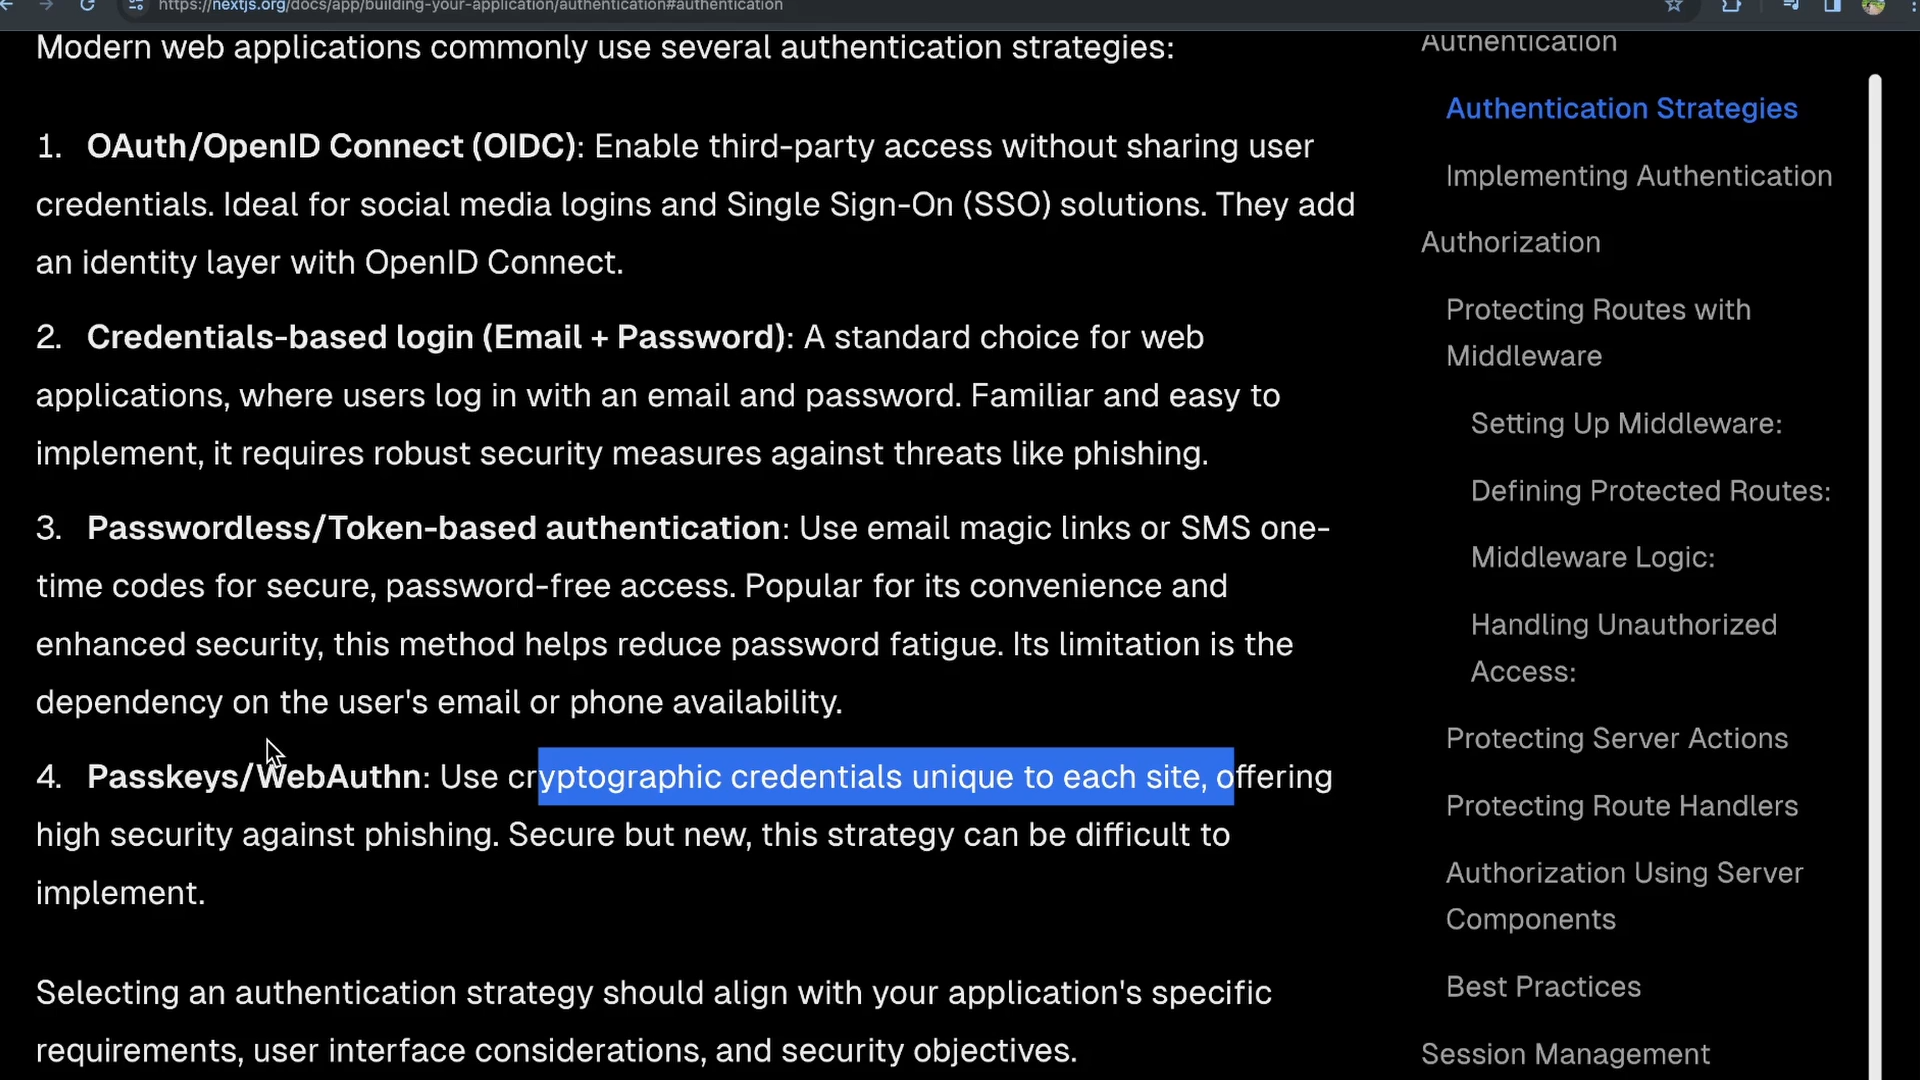 https://nextjs.org/docs/app/building-your-application/authentication#authentication
Modern web applications commonly use several authentication strategies:
1. OAuth/OpenID Connect (OIDC): Enable third-party access without sharing user
credentials. Ideal for social media logins and Single Sign-On (SSO) solutions. They add
an identity layer with OpenID Connect.
2. Credentials-based login (Email + Password): A standard choice for web
applications, where users log in with an email and password. Familiar and easy to
implement, it requires robust security measures against threats like phishing.
3. Passwordless/Token-based authentication: Use email magic links or SMS one-
time codes for secure, password-free access. Popular for its convenience and
enhanced security, this method helps reduce password fatigue. Its limitation is the
dependency on the user's email or phone availability.
4. Passkeys/WebAuthn: Use cryptographic credentials unique to each site, offering
high security against phishing. Secure but new, this strategy can be difficult to
implement.
Selecting an authentication strategy should align with your application's specific
requirements, user interface considerations, and security objectives.
Authentication
Authentication Strategies
Implementing Authentication
Authorization
Protecting Routes with
Middleware
Setting Up Middleware:
Defining Protected Routes:
Middleware Logic:
Handling Unauthorized
Access:
Protecting Server Actions
Protecting Route Handlers
Authorization Using Server
Components
Best Practices
Session Management